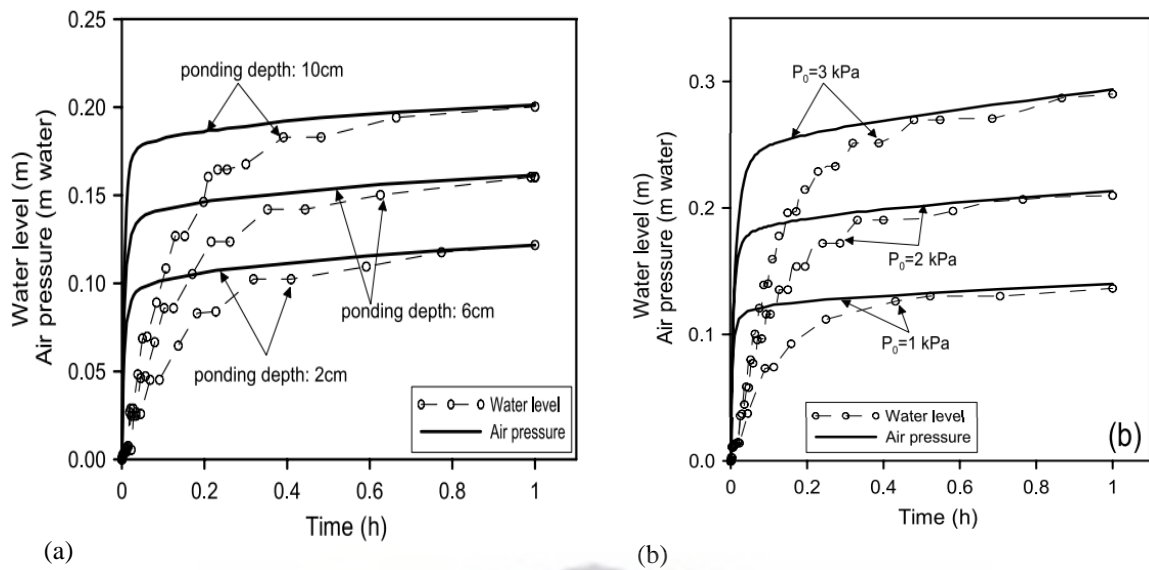 Water level (m)
Air pressure (m water)
0.25
0.20
0.15
0.10
0.05
0.00
ponding depth: 10cm
ponding depth: 6cm
ponding depth: 2cm
Water level
Air pressure
0
0.2
0.4
0.6
0.8
1
Time (h)
(a)
Water level (m)
Air pressure (m water)
0.3
0.2
0.1
0.0
P0=3 kPa
P0=2 kPa
P0=1 kPa
Water level
Air pressure
(b)
0
0.2
0.4
0.6
0.8
1
Time (h)
(b)